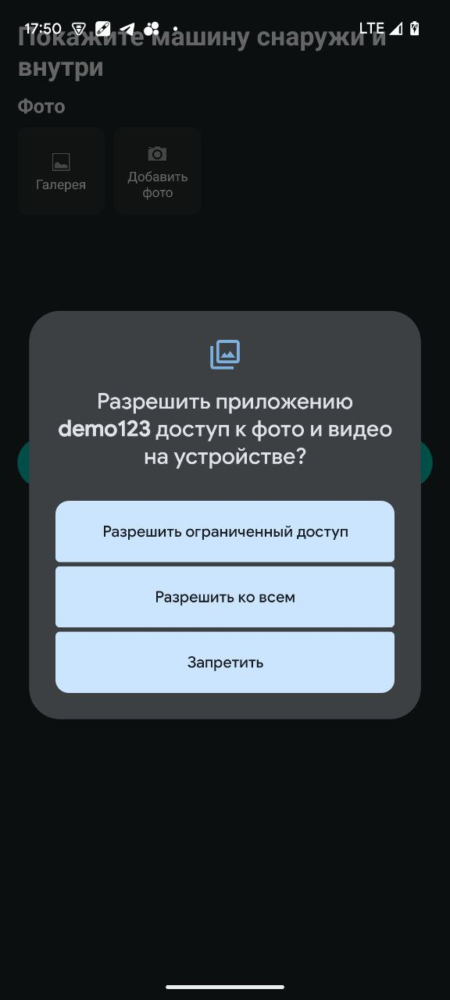 17:50
LTE
Покажите машину снаружи и
внутри
Фото
Галерея
Добавить
фото
Разрешить приложению
demo123 доступ к фото и видео
на устройстве?
Разрешить ограниченный доступ
Разрешить ко всем
Запретить